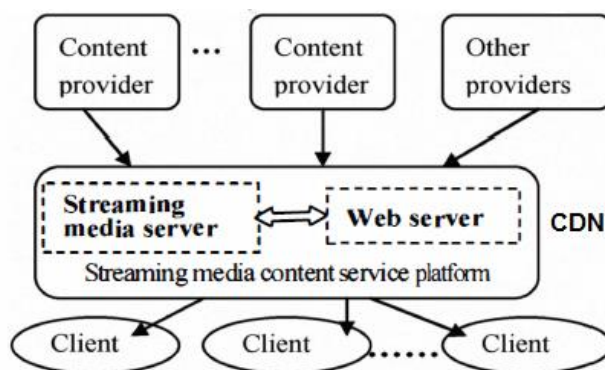 Content
provider
...
Content
provider
Other
providers
Streaming
media server
Web server
CDN
Streaming media content service platform
Client
Client
......
Client